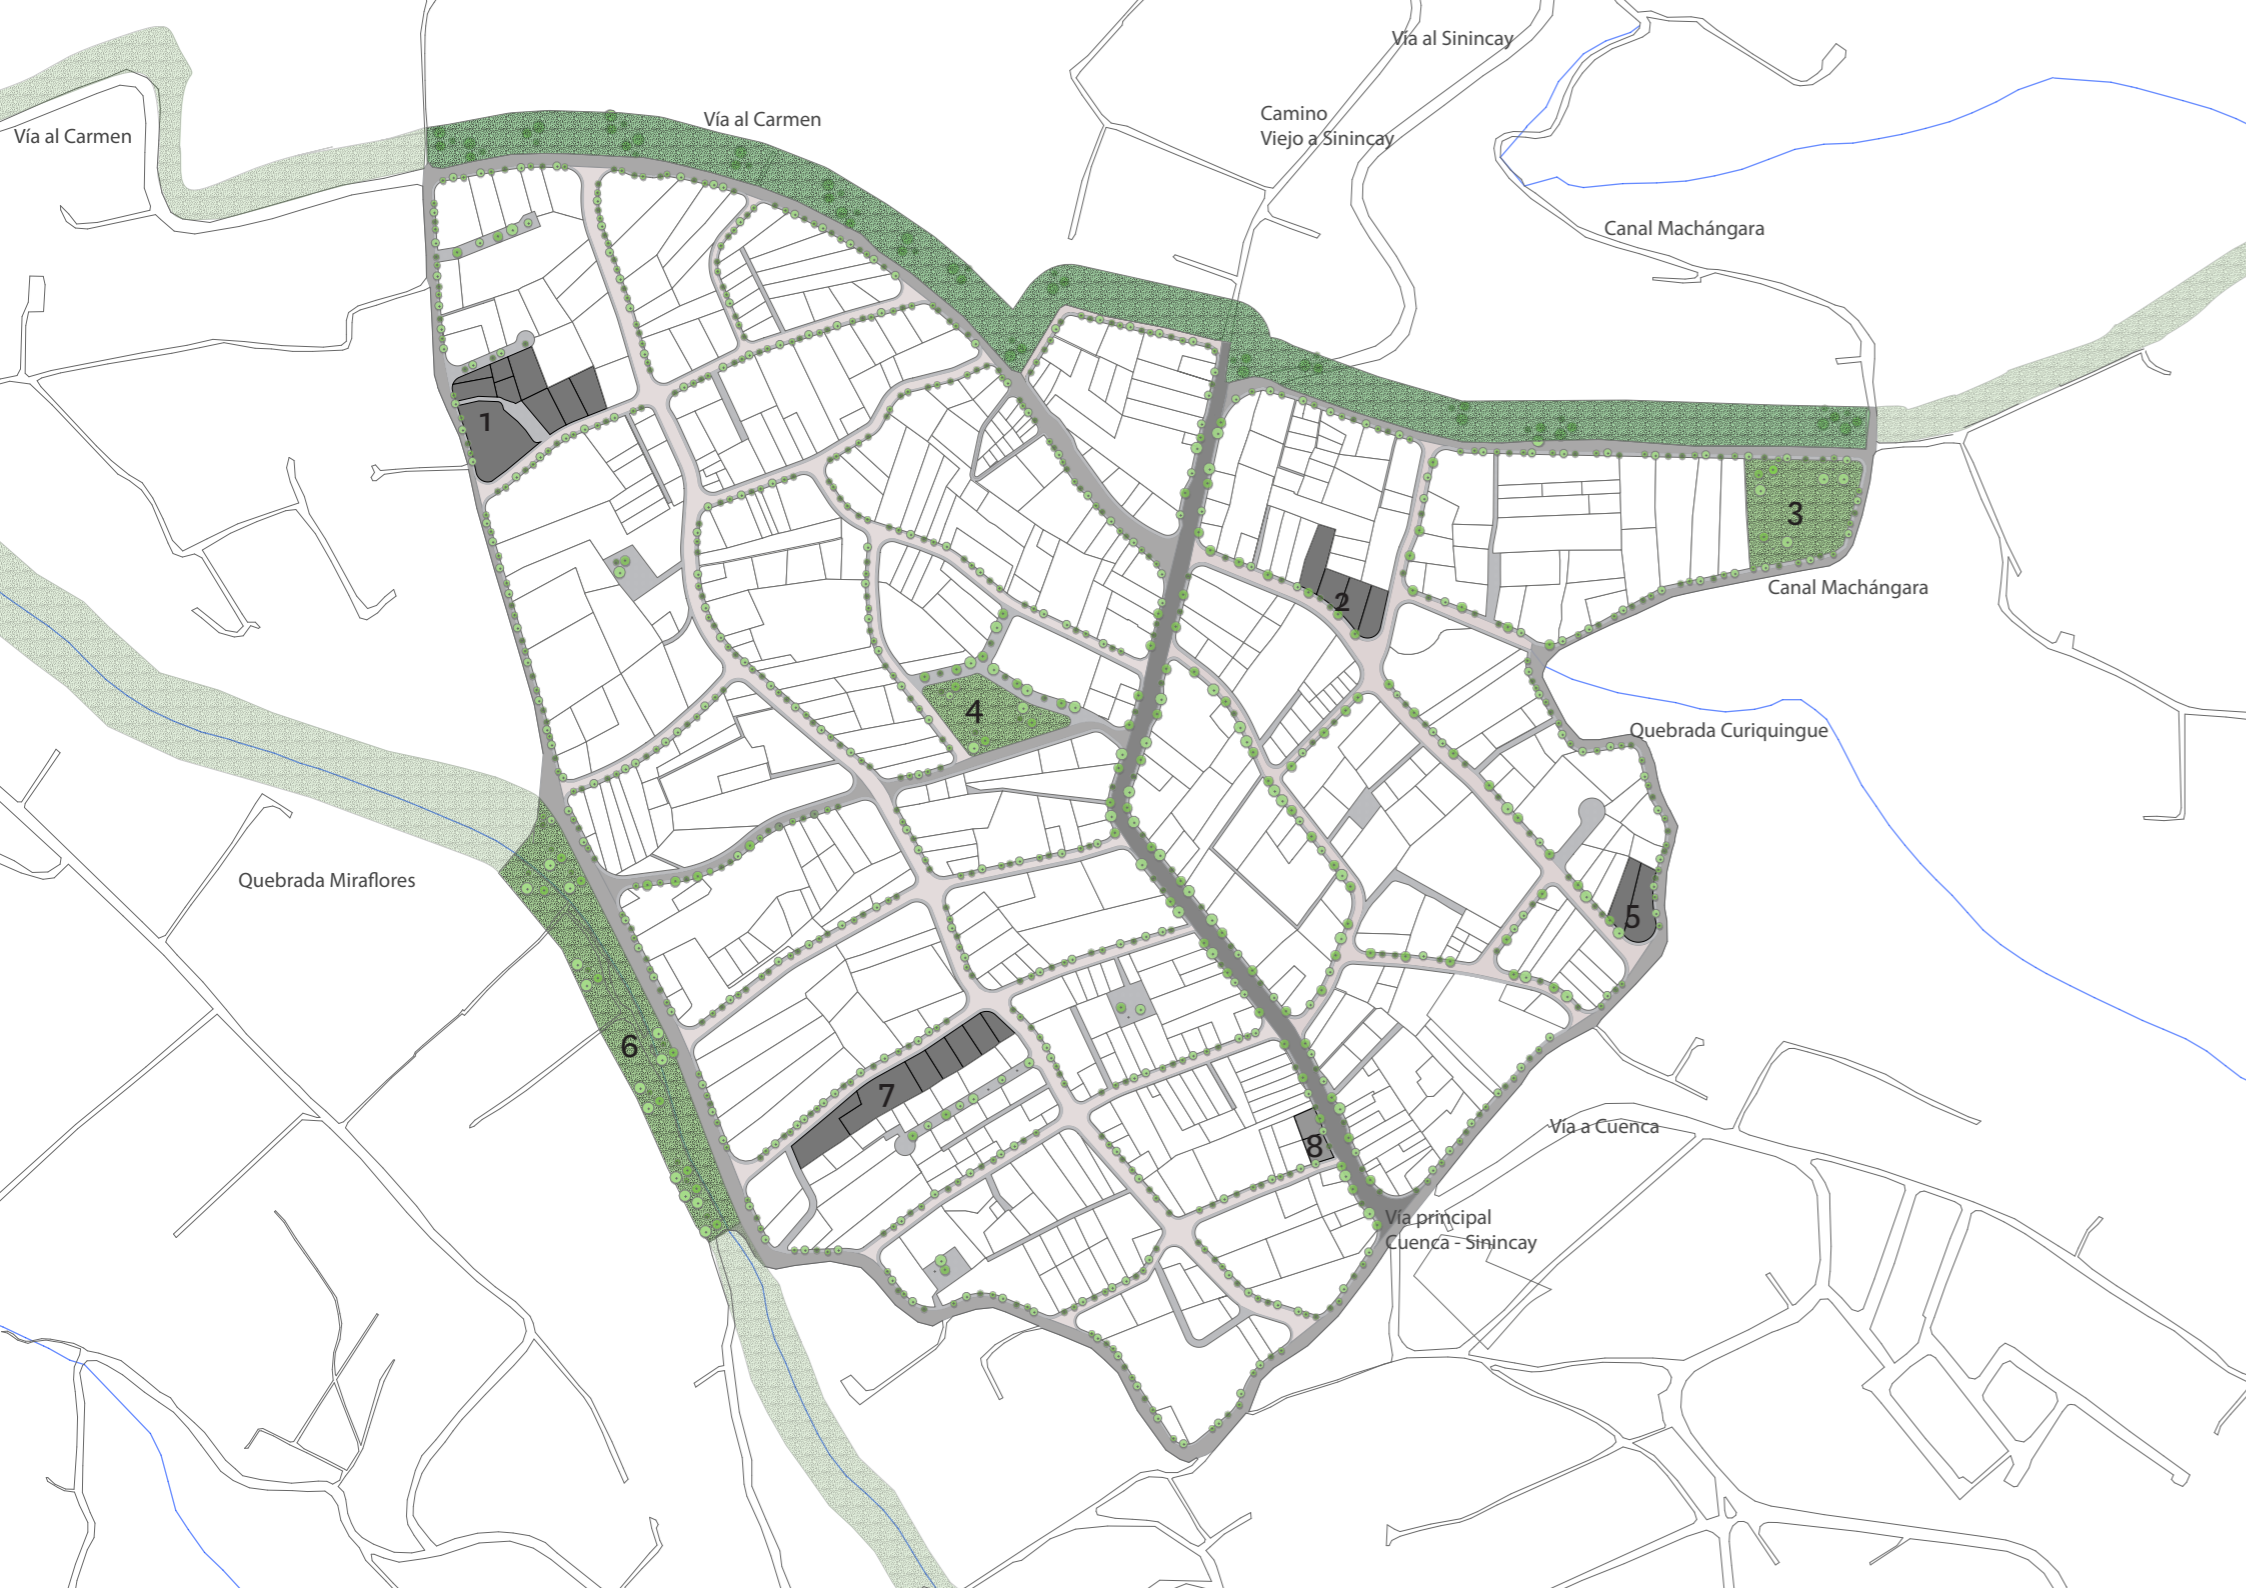 Vía al Sinincay
Camino
Viejo a Sinincay
Vía al Carmen
Vía al Carmen
Canal Machángara
1
3
2
Canal Machángara
4
Quebrada Curiquingue
Quebrada Miraflores
5
6
7
Vía a Cuenca
8
Vía principal
Cuenca - Sinincay